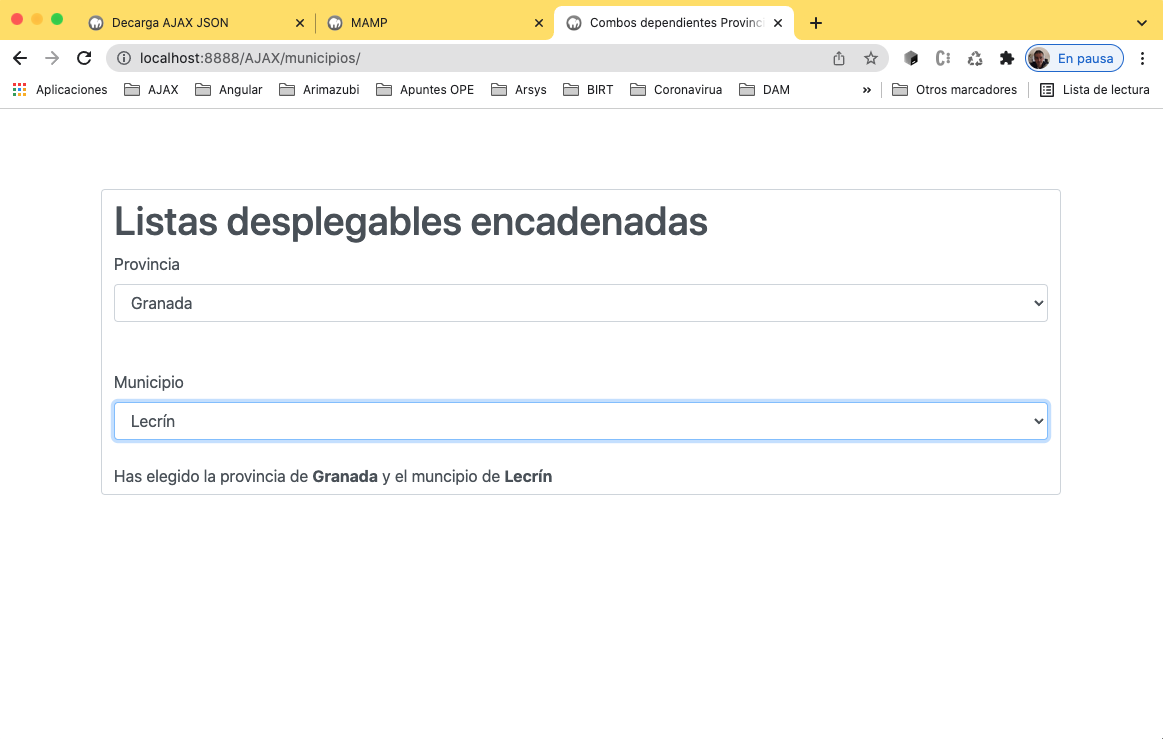 Decarga AJAX JSON
MAMP
Combos dependientes Provinci
localhost:8888/AJAX/municipios/
En pausa
Aplicaciones AJAX Angular Arimazubi Apuntes OPE Arsys BIRT Coronavirua DAM » Otros marcadores Lista de lectura
Listas desplegables encadenadas
Provincia
Granada
Municipio
Lecrín
Has elegido la provincia de Granada y el muncipio de Lecrín